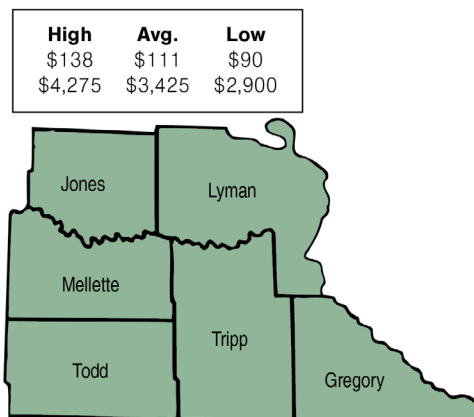 High Avg. Low
$138 $111 $90
$4,275 $3,425 $2,900
Jones
Lyman
Mellette
Tripp
Todd
Gregory